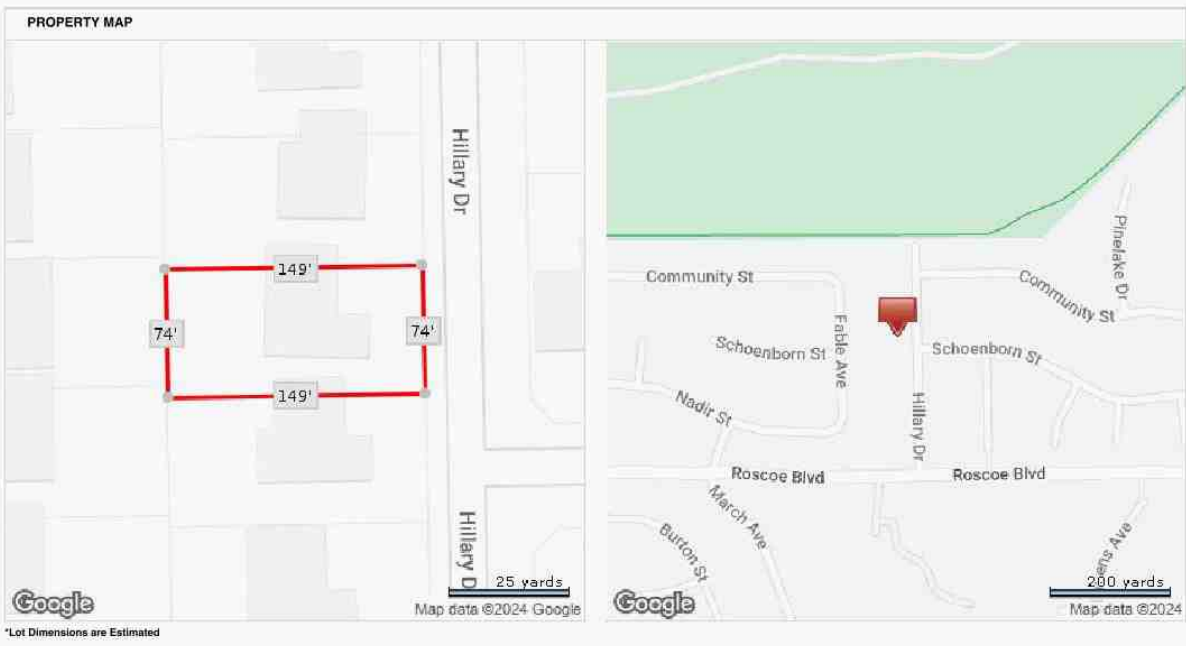 PROPERTY MAP
Hillary Dr
149'
74'
74'
149'
Hillary D
25 yards
Google
Map data ©2024 Google
Community St
Pinelake Dr
Community St
Fable Ave
Schoenborn St
Schoenborn St
Nadir St
Hillary Dr
Roscoe Blvd
Roscoe Blvd
March Ave
Burton St
ens Ave
200 yards
Google
Map data ©2024
*Lot Dimensions are Estimated